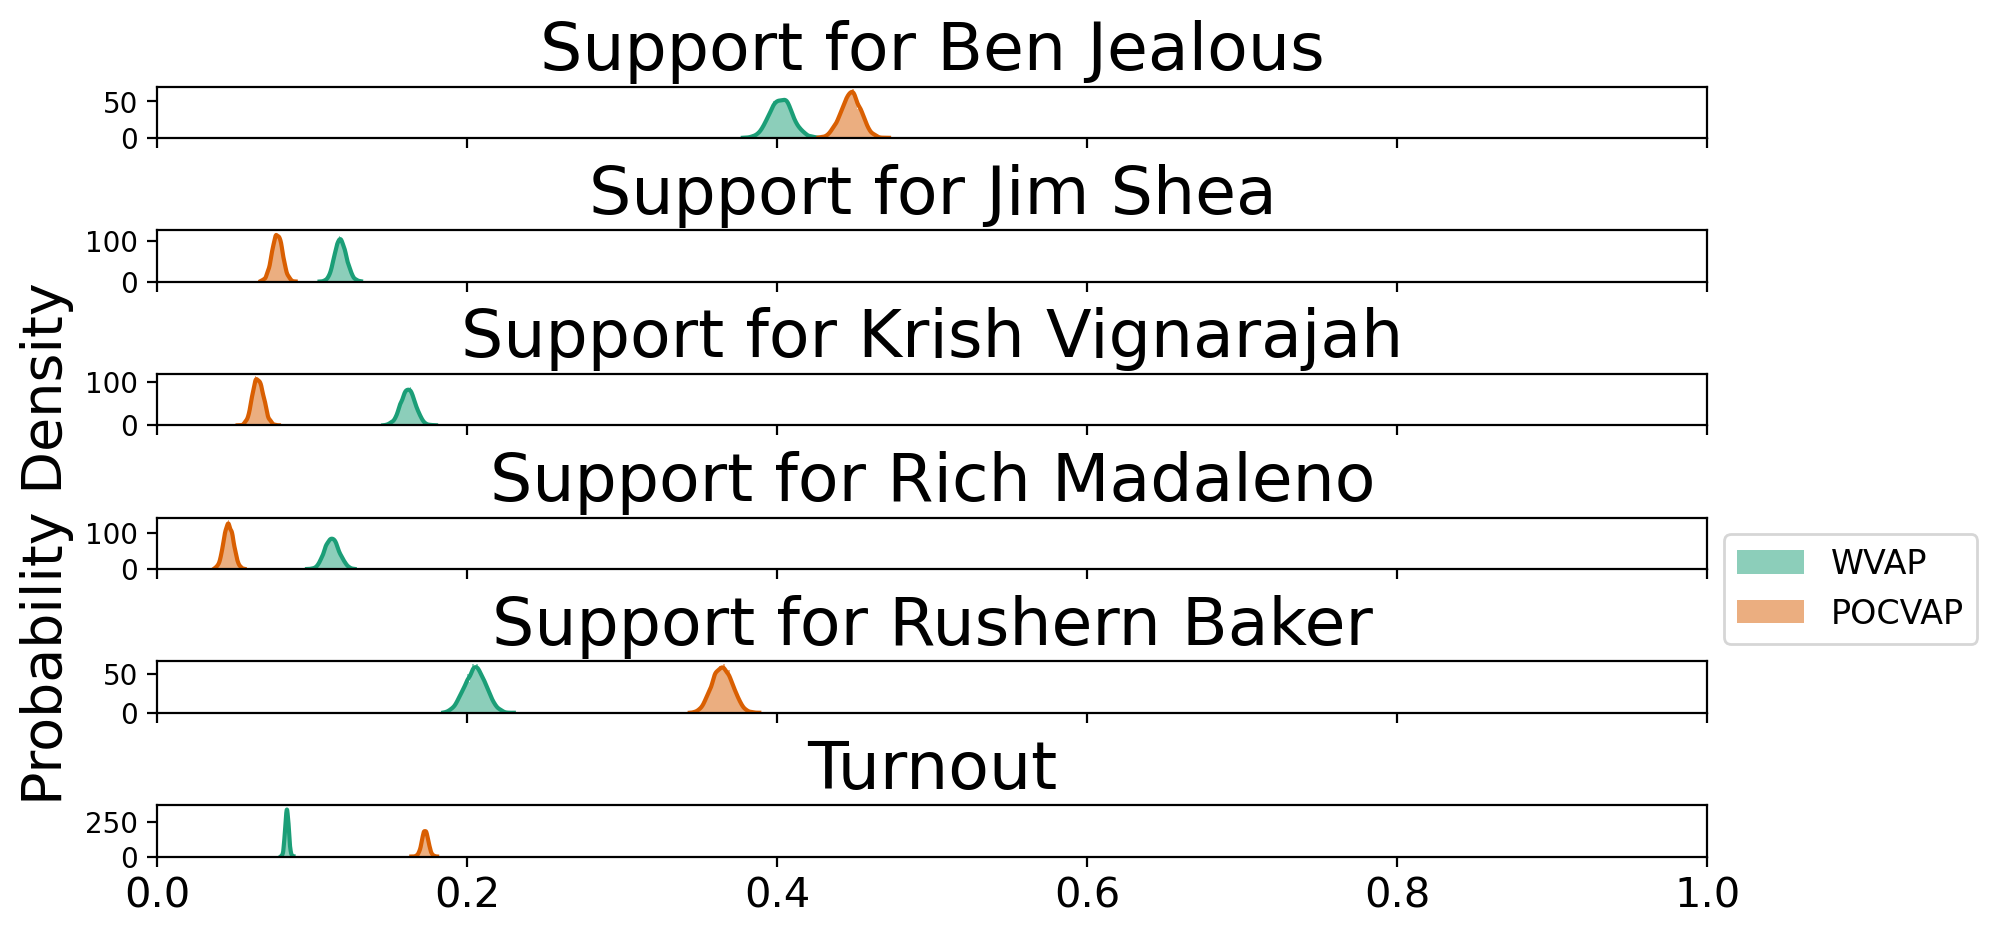 Support for Ben Jealous
50
0
Support for Jim Shea
100
0
Support for Krish Vignarajah
100
0
Support for Rich Madaleno
100
0
Support for Rushern Baker
50
0
Turnout
250
0
0.0 0.2 0.4 0.6 0.8 1.0
Probability Density
WVAP
POCVAP